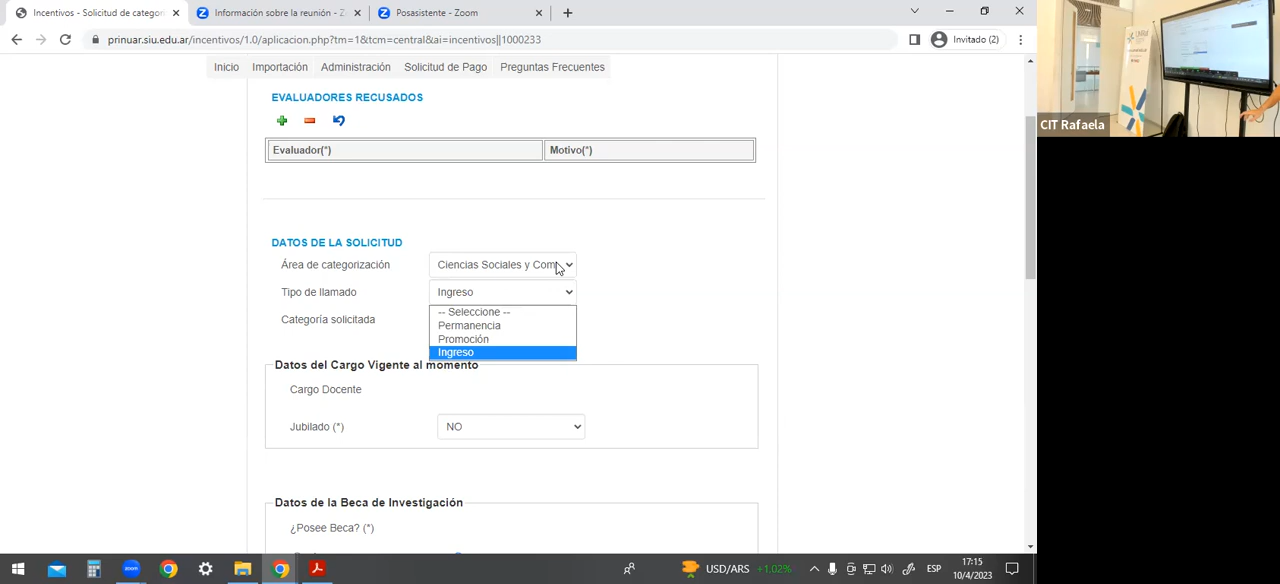 Incentivos - Solicitud de categori
Información sobre la reunión - Z
Posasistente - Zoom
prinuar.siu.edu.ar/incentivos/1.0/aplicacion.php?tm=1&tcm=central&ai=incentivos||1000233
Invitado (2)
Inicio Importación Administración Solicitud de Pago Preguntas Frecuentes
EVALUADORES RECUSADOS
Evaluador(*) Motivo(*)
DATOS DE LA SOLICITUD
Área de categorización Ciencias Sociales y Com
Tipo de llamado Ingreso
-- Seleccione --
Categoría solicitada
Permanencia
Promoción
Ingreso
Datos del Cargo Vigente al momento
Cargo Docente
Jubilado (*) NO
Datos de la Beca de Investigación
¿Posee Beca? (*)
zoom
USD/ARS +1.02%
ESP
17:15
10/4/2023
CIT Rafaela